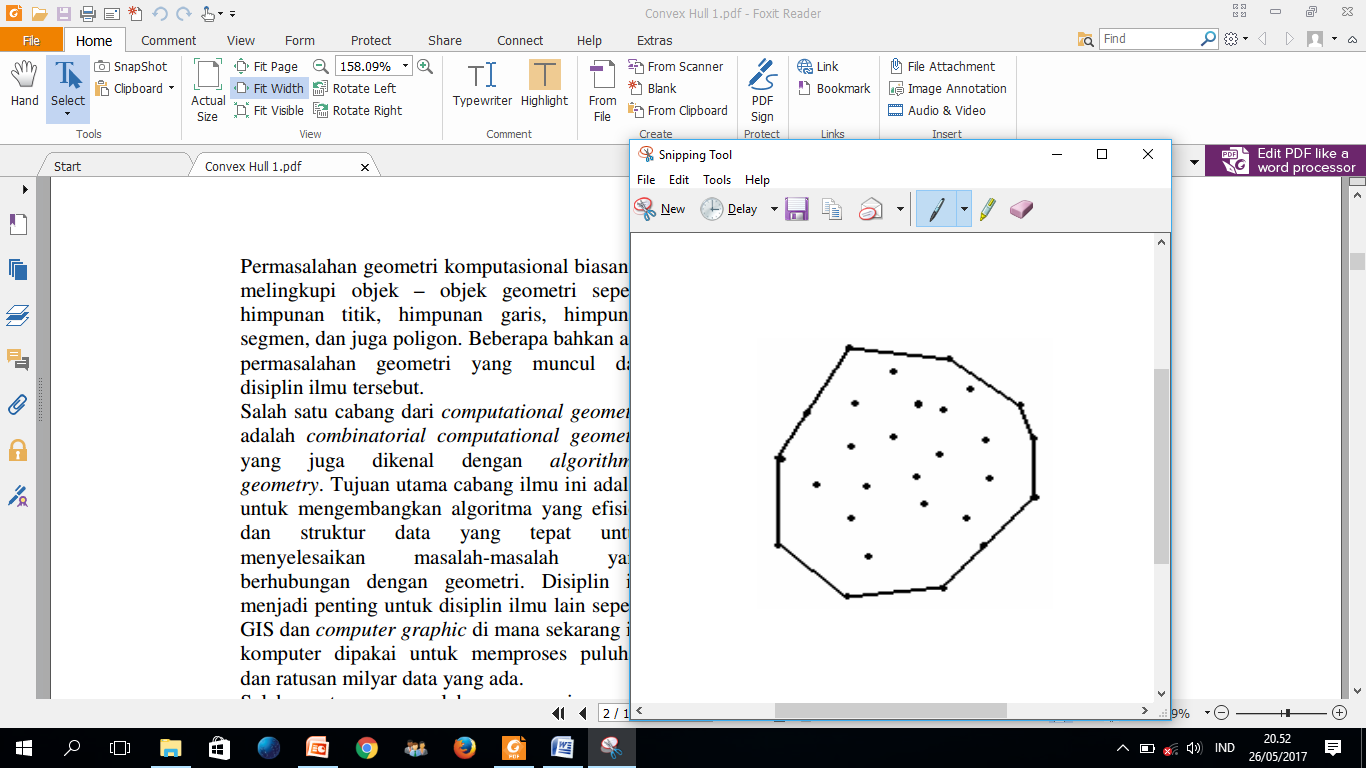 Convex Hull 1.pdf - Foxit Reader
File Home Comment View Form Protect Share Connect Help Extras Find
Hand
Select
SnapShot
Clipboard
Tools
Actual Size
Fit Page
Fit Width
Fit Visible
158.09%
Rotate Left
Rotate Right
View
Typewriter
Highlight
Comment
From File
From Scanner
Blank
From Clipboard
Create
PDF Sign
Protect
Link
Bookmark
Links
File Attachment
Image Annotation
Audio & Video
Insert
Start
Convex Hull 1.pdf
PDF
Edit PDF like a
word processor
Permasalahan geometri komputasional biasan
melingkupi objek – objek geometri sepe
himpunan titik, himpunan garis, himpun
segmen, dan juga poligon. Beberapa bahkan a
permasalahan geometri yang muncul da
disiplin ilmu tersebut.
Salah satu cabang dari computational geomet
adalah combinatorial computational geomet
yang juga dikenal dengan algorithm
geometry. Tujuan utama cabang ilmu ini adal
untuk mengembangkan algoritma yang efisi
dan struktur data yang tepat unt
menyelesaikan masalah-masalah ya
berhubungan dengan geometri. Disiplin i
menjadi penting untuk disiplin ilmu lain sepe
GIS dan computer graphic di mana sekarang i
komputer dipakai untuk memproses puluh
dan ratusan milyar data yang ada.
Snipping Tool
File Edit Tools Help
New Delay
2 / 1
9%
IND
20.52
26/05/2017